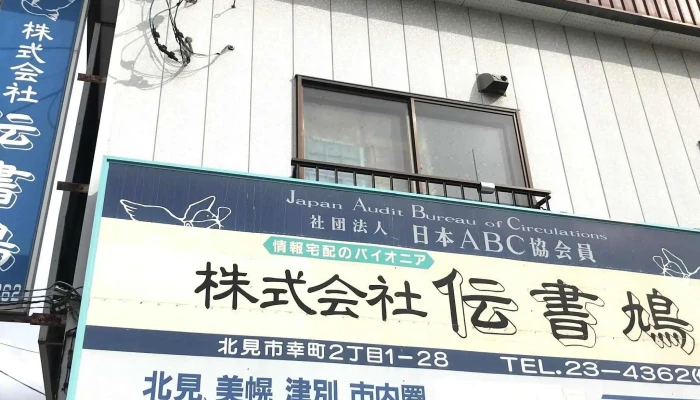 株式会社
伝書鳩
Japan Audit Bureau of Circulations
社団法人 日本ABC協会員
情報宅配のパイオニア
株式会社 伝書鳩
北見市幸町2丁目1-28 TEL.23-4362
北見 美幌 津別 市内圏